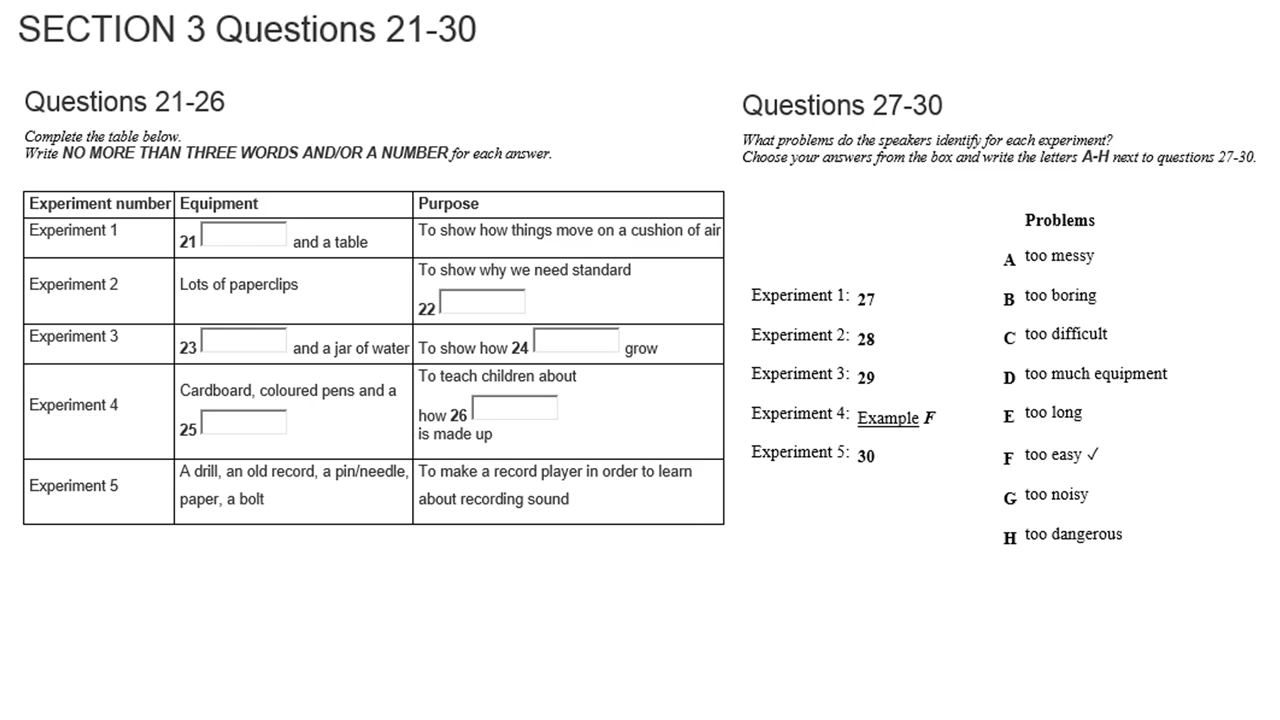 SECTION 3 Questions 21-30
Questions 21-26
Complete the table below.
Write NO MORE THAN THREE WORDS AND/OR A NUMBER for each answer.
Experiment number Equipment Purpose
Experiment 1
21 and a table
To show how things move on a cushion of air
Experiment 2
Lots of paperclips
To show why we need standard
22
Experiment 3
23 and a jar of water
To show how 24 grow
Experiment 4
Cardboard, coloured pens and a
25
To teach children about
how 26
is made up
Experiment 5
A drill, an old record, a pin/needle,
paper, a bolt
To make a record player in order to learn
about recording sound
Questions 27-30
What problems do the speakers identify for each experiment?
Choose your answers from the box and write the letters A-H next to questions 27-30.
Experiment 1: 27
Experiment 2: 28
Experiment 3: 29
Experiment 4: Example F
Experiment 5: 30
Problems
A too messy
B too boring
C too difficult
D too much equipment
E too long
F too easy ✓
G too noisy
H too dangerous